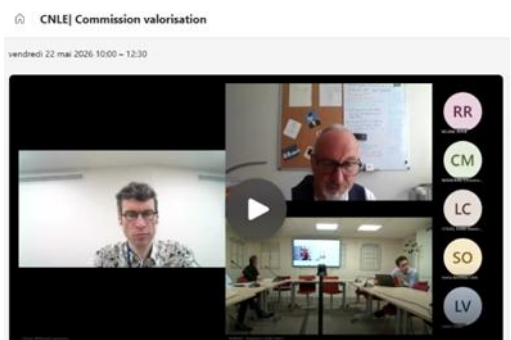 CNLE| Commission valorisation
vendredi 22 mai 2026 10:00 – 12:30
RR
CM
LC
SO
LV